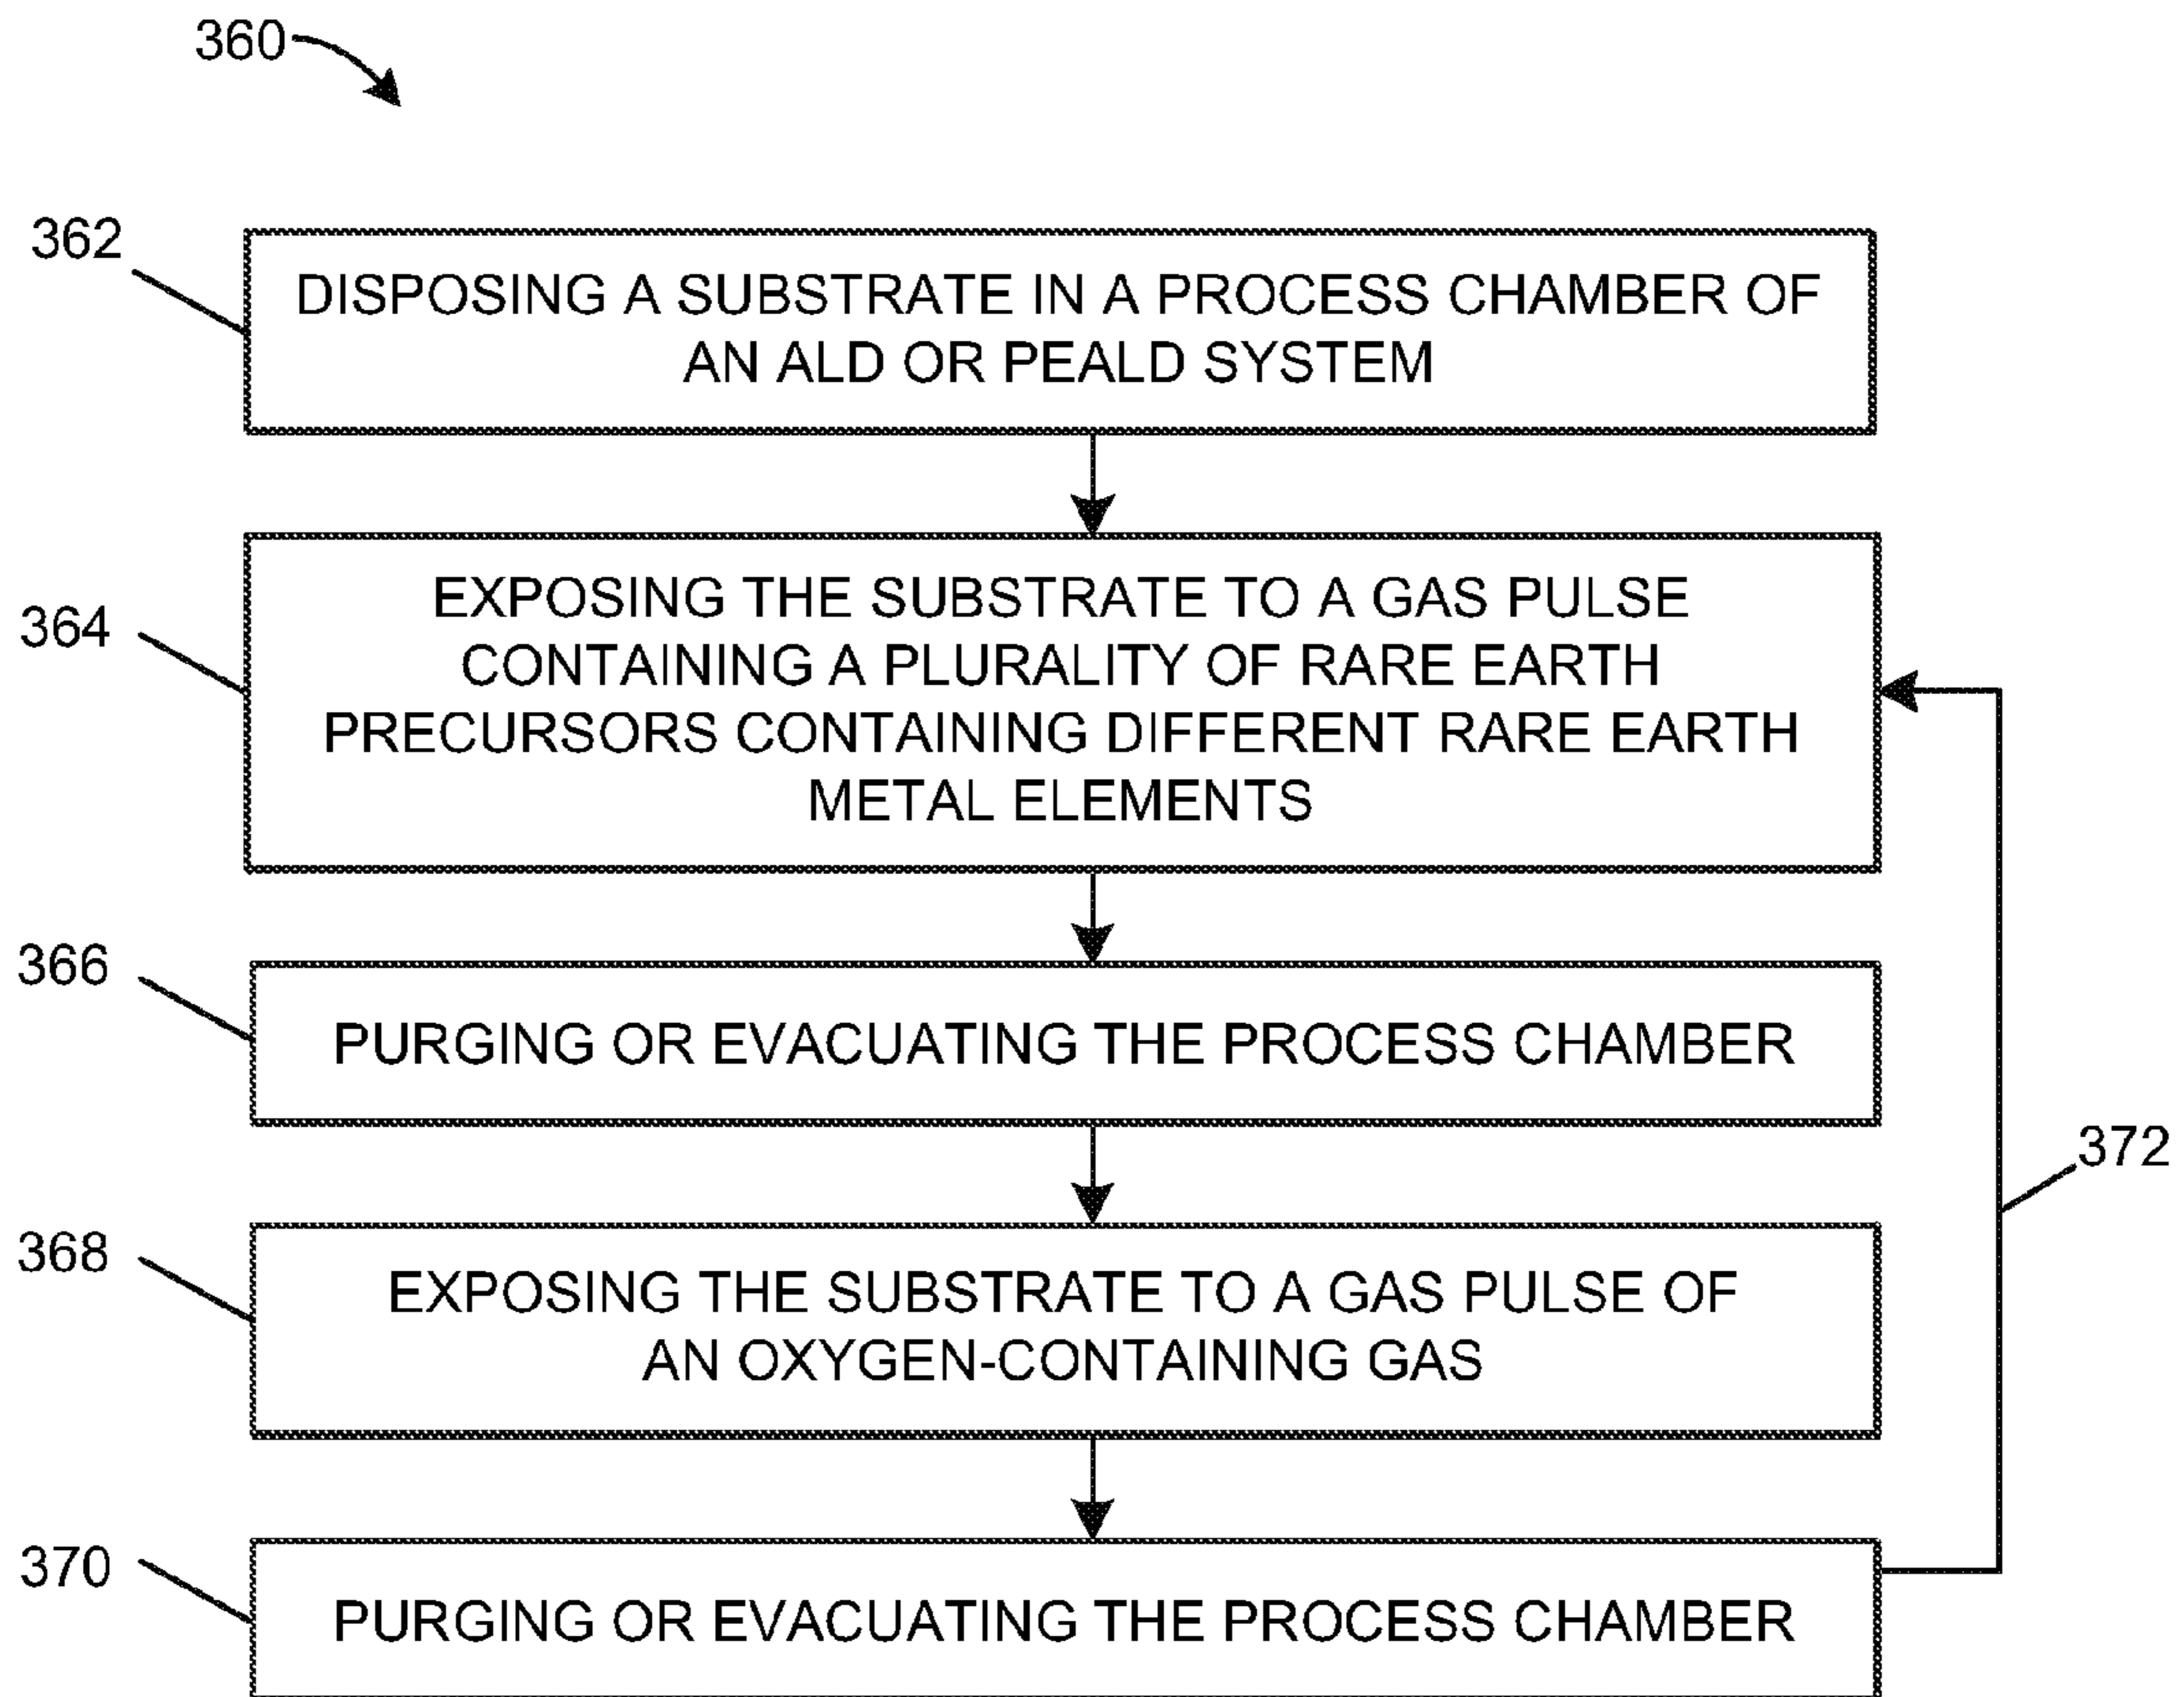 360
362
DISPOSING A SUBSTRATE IN A PROCESS CHAMBER OF
AN ALD OR PEALD SYSTEM
364
EXPOSING THE SUBSTRATE TO A GAS PULSE
CONTAINING A PLURALITY OF RARE EARTH
PRECURSORS CONTAINING DIFFERENT RARE EARTH
METAL ELEMENTS
366
PURGING OR EVACUATING THE PROCESS CHAMBER
372
368
EXPOSING THE SUBSTRATE TO A GAS PULSE OF
AN OXYGEN-CONTAINING GAS
370
PURGING OR EVACUATING THE PROCESS CHAMBER